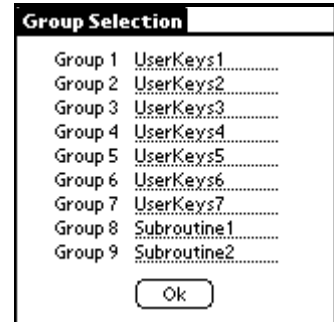 Group Selection
Group 1 UserKeys1
Group 2 UserKeys2
Group 3 UserKeys3
Group 4 UserKeys4
Group 5 UserKeys5
Group 6 UserKeys6
Group 7 UserKeys7
Group 8 Subroutine1
Group 9 Subroutine2
Ok